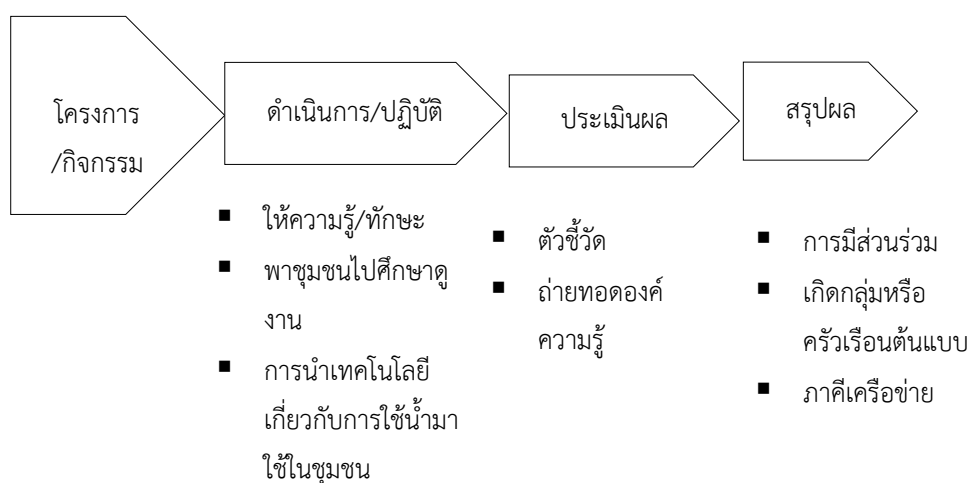 โครงการ
/กิจกรรม
ดำเนินการ/ปฏิบัติ
ประเมินผล
สรุปผล
▪ ให้ความรู้/ทักษะ
▪ พาชุมชนไปศึกษาดู
งาน
▪ การนำเทคโนโลยี
เกี่ยวกับการใช้น้ำมา
ใช้ในชุมชน
▪ ตัวชี้วัด
▪ ถ่ายทอดองค์
ความรู้
▪ การมีส่วนร่วม
▪ เกิดกลุ่มหรือ
ครัวเรือนต้นแบบ
▪ ภาคีเครือข่าย